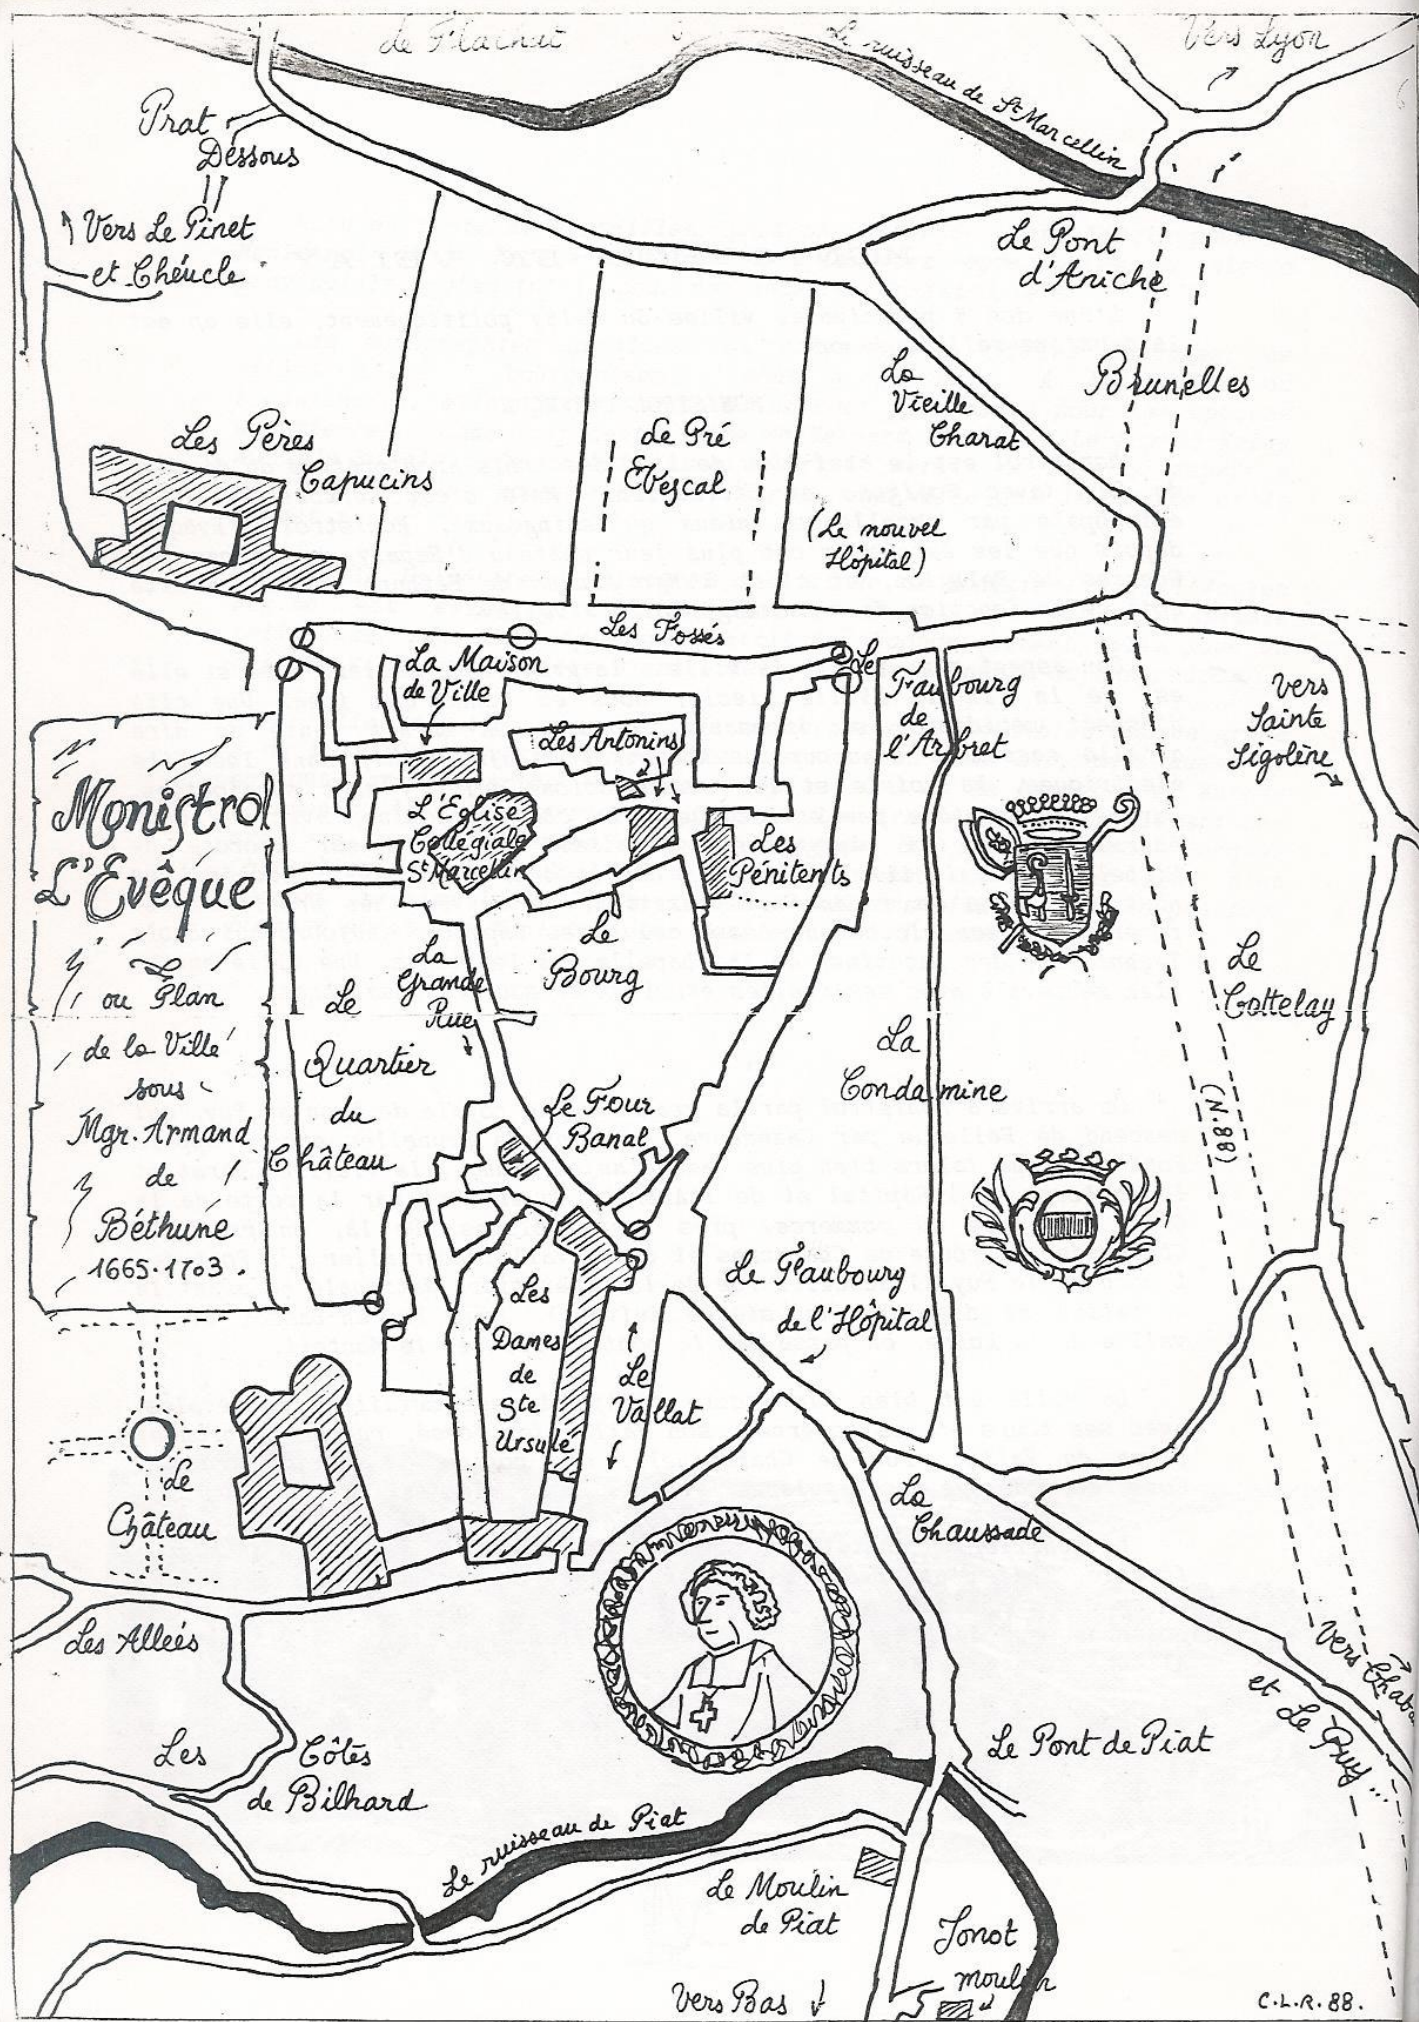 de Flachat
Le ruisseau de St Marcellin
Vers Lyon
Prat
Dessous
Vers Le Pinet
et Chéucle
Le Pont
d'Aniche
La
Vieille
Charat
Brunelles
Les Pères
Capucins
Le Pré
Evescal
(Le nouvel
Hôpital)
Les Fossés
La Maison
de Ville
Le
Faubourg
de
l'Arbret
Vers
Sainte
Sigolène
Les Antonins
L'Eglise
Collégiale
St Marcellin
Les
Pénitents
Monistrol
L'Evêque
ou Plan
de la Ville
sous
Mgr. Armand
de
Béthune
1665.1703.
Le
Bourg
La
Grande
Rue
Le
Quartier
du
Château
Le
Cottelay
La
Condamine
(N.88)
Le Four
Banal
Le Faubourg
de l'Hôpital
Les
Dames
de
Ste
Ursule
Le
Vallat
Le
Château
La
Chaussade
Les Alleés
Vers
et Le Puy...
Les Côtes
de Bilhard
Le Pont de Piat
Le ruisseau de Piat
Le Moulin
de Piat
Jonot
moulin
Vers Bas
C.L.R.88.